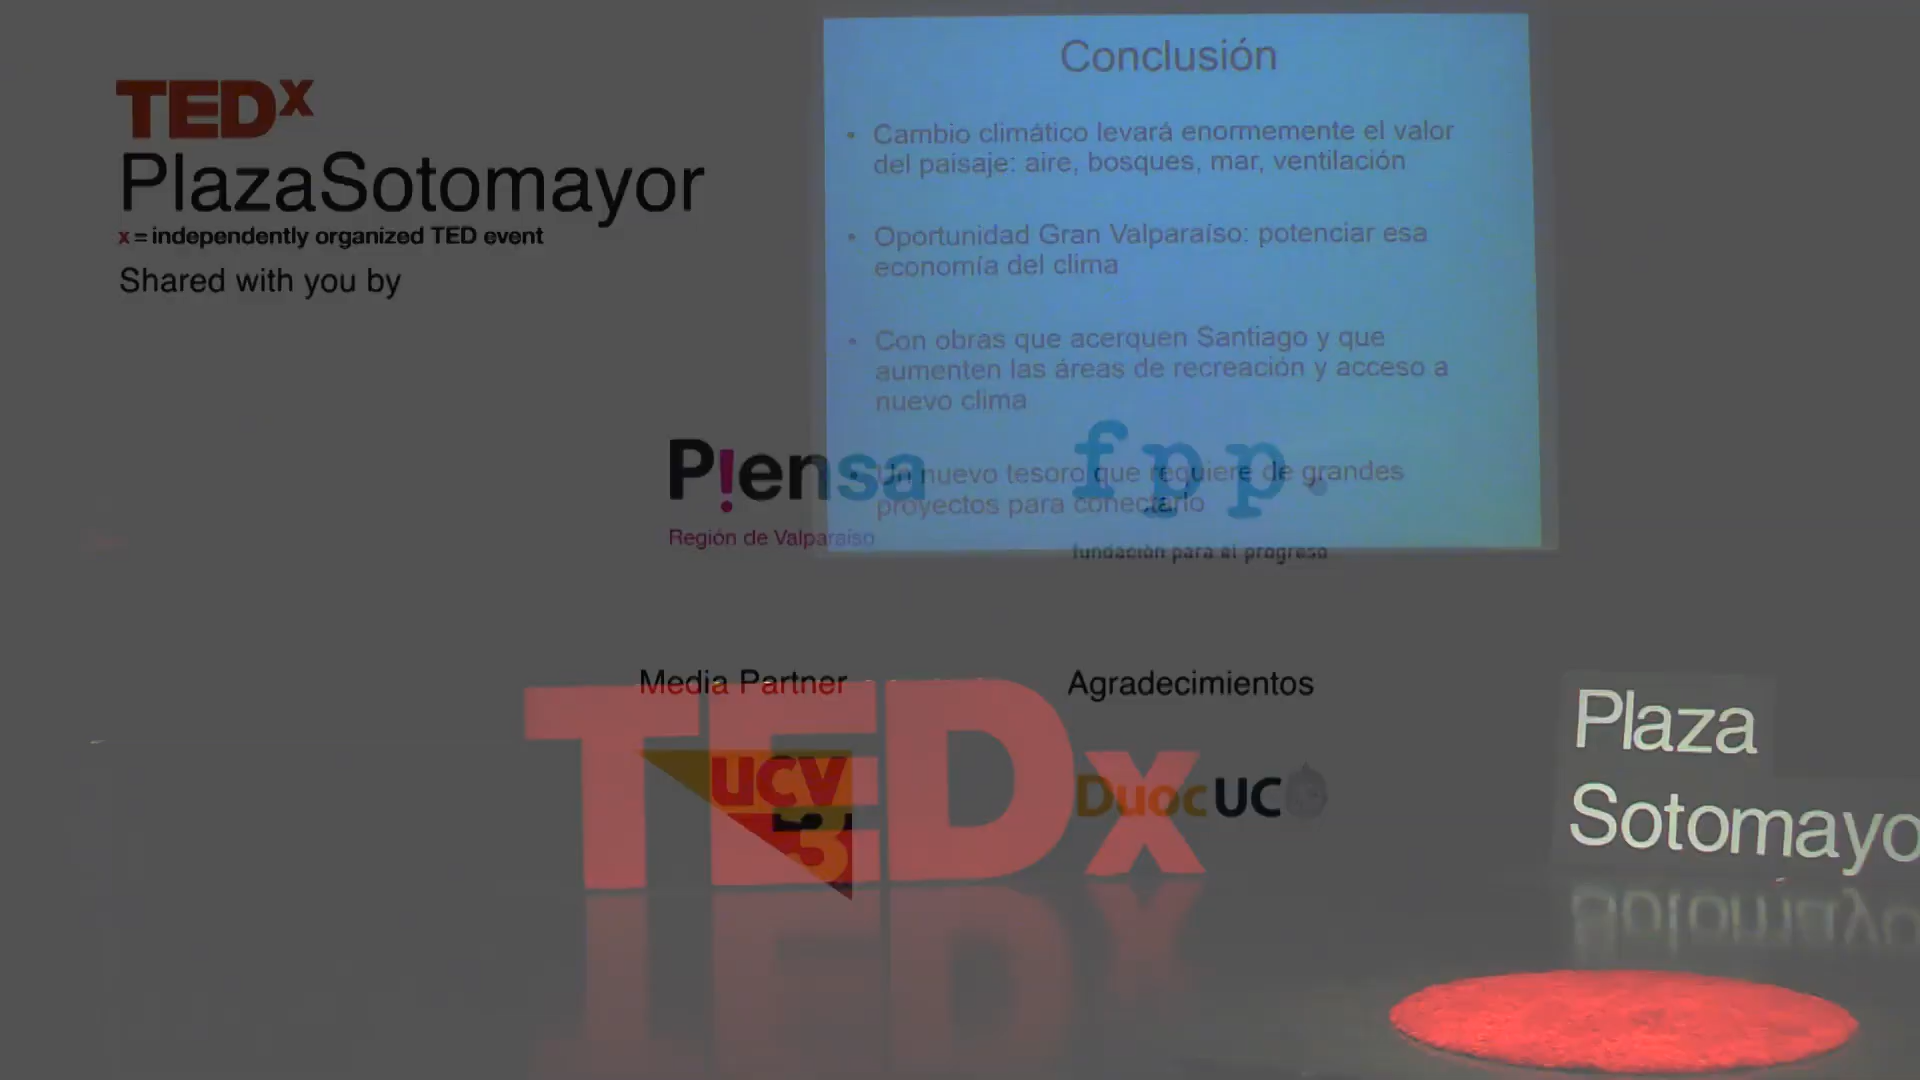 TEDx
PlazaSotomayor
x = independently organized TED event
Shared with you by
Conclusión
• Cambio climático levará enormemente el valor
del paisaje: aire, bosques, mar, ventilación
• Oportunidad Gran Valparaíso: potenciar esa
economía del clima
• Con obras que acerquen Santiago y que
aumenten las áreas de recreación y acceso a
nuevo clima
• Un nuevo tesoro que requiere de grandes
proyectos para conectarlo
P!ensa
Región de Valparaíso
fpp.
fundación para el progreso
Media Partner
Agradecimientos
UCV
3
DuocUC
TEDx
Plaza
Sotomayo